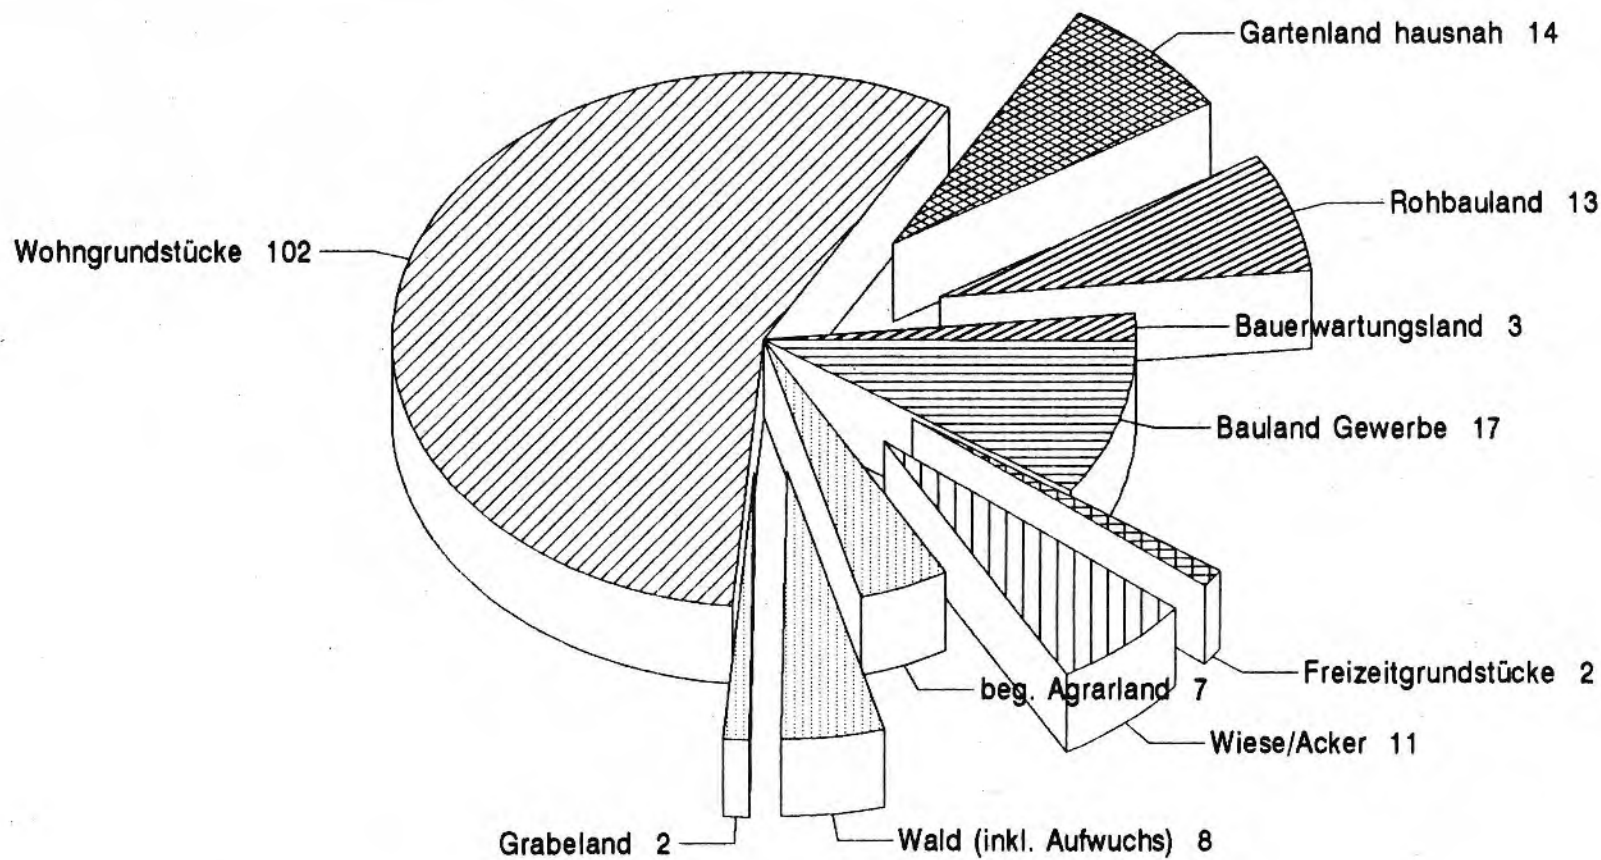 Gartenland hausnah 14
Rohbauland 13
Wohngrundstücke 102
Bauerwartungsland 3
Bauland Gewerbe 17
Freizeitgrundstücke 2
beg. Agrarland 7
Wiese/Acker 11
Grabeland 2
Wald (inkl. Aufwuchs) 8